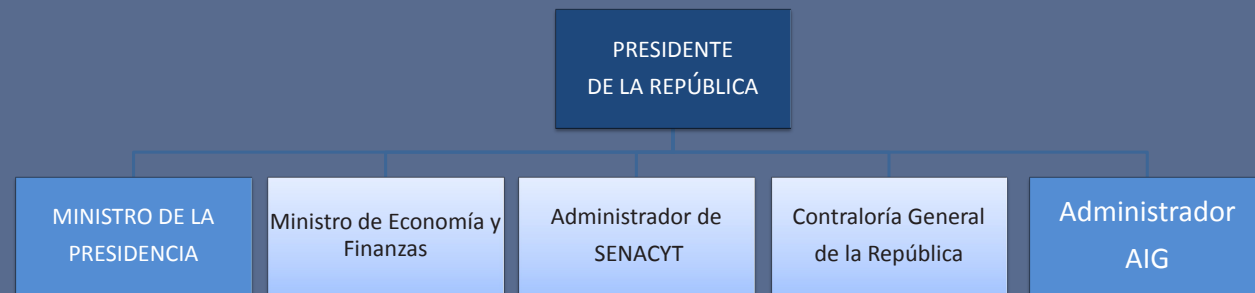 PRESIDENTE
DE LA REPÚBLICA
MINISTRO DE LA
PRESIDENCIA
Ministro de Economía y
Finanzas
Administrador de
SENACYT
Contraloría General
de la República
Administrador
AIG